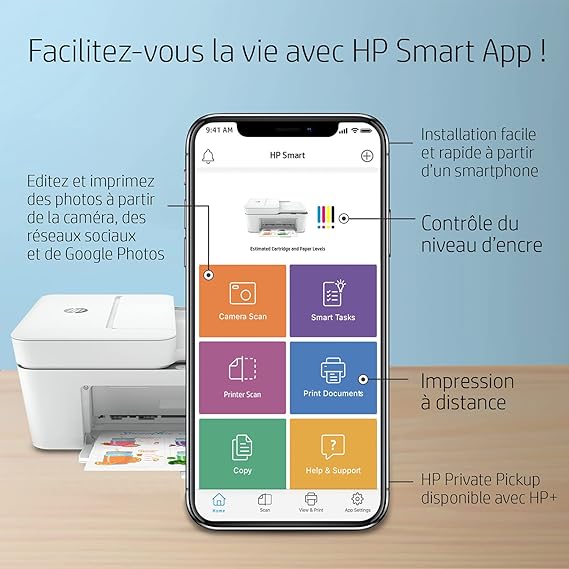 Facilitez-vous la vie avec HP Smart App !
Installation facile
et rapide à partir
d'un smartphone
Editez et imprimez
des photos à partir
de la caméra, des
réseaux sociaux
et de Google Photos
Contrôle du
niveau d'encre
Impression
à distance
HP Private Pickup
disponible avec HP+
9:41 AM
HP Smart
Estimated Cartridge and Paper Levels
Camera Scan
Smart Tasks
Printer Scan
Print Documents
Copy
Help & Support
Home
Scan
View & Print
App Settings
hp